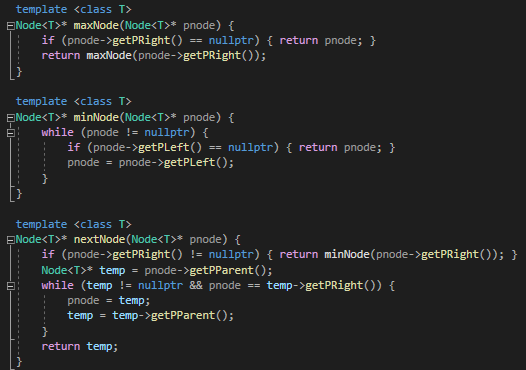 template <class T>
Node<T>* maxNode(Node<T>* pnode) {
    if (pnode->getPRight() == nullptr) { return pnode; }
    return maxNode(pnode->getPRight());
}
template <class T>
Node<T>* minNode(Node<T>* pnode) {
    while (pnode != nullptr) {
        if (pnode->getPLeft() == nullptr) { return pnode; }
        pnode = pnode->getPLeft();
    }
}
template <class T>
Node<T>* nextNode(Node<T>* pnode) {
    if (pnode->getPRight() != nullptr) { return minNode(pnode->getPRight()); }
    Node<T>* temp = pnode->getPParent();
    while (temp != nullptr && pnode == temp->getPRight()) {
        pnode = temp;
        temp = temp->getPParent();
    }
    return temp;
}